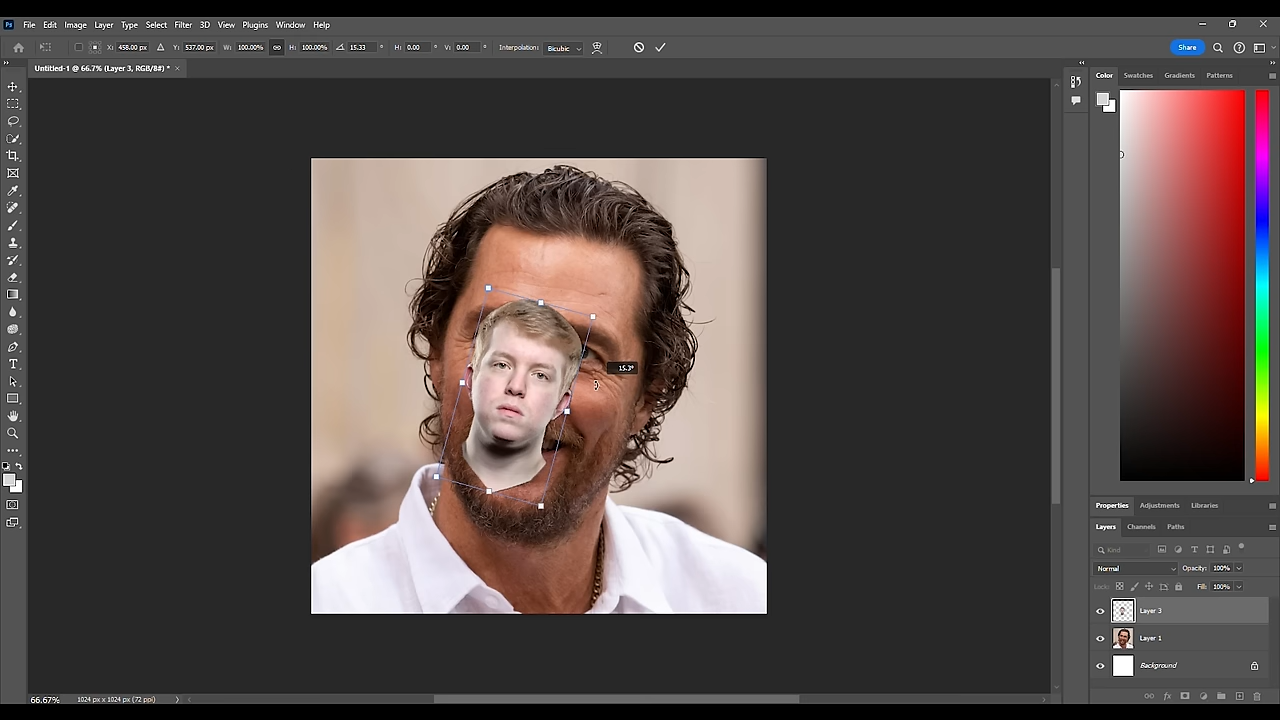 Ps File Edit Image Layer Type Select Filter 3D View Plugins Window Help
X: 458.00 px Y: 537.00 px W: 100.00% H: 100.00% 15.33 ° H: 0.00 ° V: 0.00 ° Interpolation: Bicubic Share
Untitled-1 @ 66.7% (Layer 3, RGB/8#) * ×
Color Swatches Gradients Patterns
15.3°
Properties Adjustments Libraries
Layers Channels Paths
Kind
Normal Opacity: 100%
Lock: Fill: 100%
Layer 3
Layer 1
Background
66.67% 1024 px x 1024 px (72 ppi)